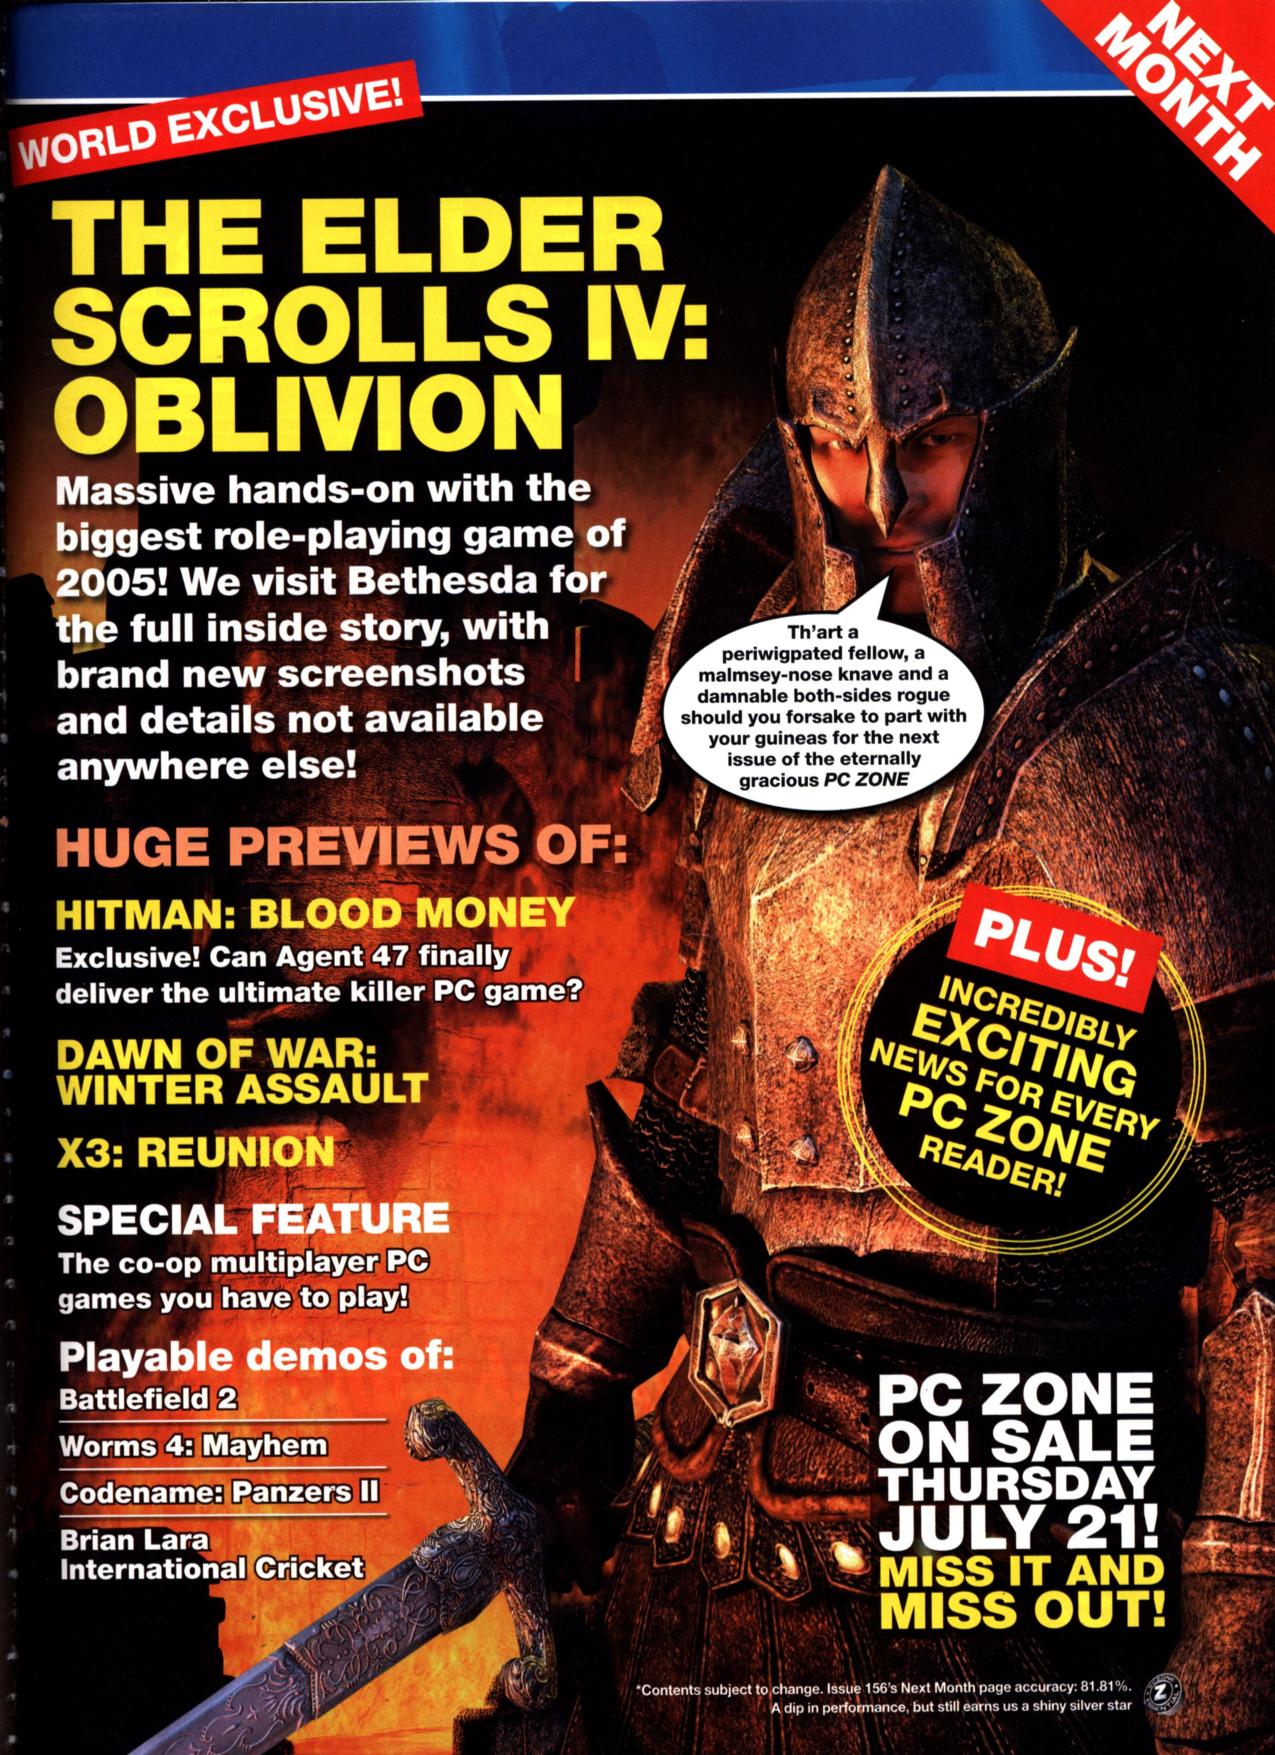 NEXT
MONTH
WORLD EXCLUSIVE!
THE ELDER
SCROLLS IV:
OBLIVION
Massive hands-on with the
biggest role-playing game of
2005! We visit Bethesda for
the full inside story, with
brand new screenshots
and details not available
anywhere else!
Th'art a
periwigpated fellow, a
malmsey-nose knave and a
damnable both-sides rogue
should you forsake to part with
your guineas for the next
issue of the eternally
gracious PC ZONE
HUGE PREVIEWS OF:
HITMAN: BLOOD MONEY
Exclusive! Can Agent 47 finally
deliver the ultimate killer PC game?
DAWN OF WAR:
WINTER ASSAULT
X3: REUNION
SPECIAL FEATURE
The co-op multiplayer PC
games you have to play!
Playable demos of:
Battlefield 2
Worms 4: Mayhem
Codename: Panzers II
Brian Lara
International Cricket
PLUS!
INCREDIBLY
EXCITING
NEWS FOR EVERY
PC ZONE
READER!
PC ZONE
ON SALE
THURSDAY
JULY 21!
MISS IT AND
MISS OUT!
*Contents subject to change. Issue 156's Next Month page accuracy: 81.81%.
A dip in performance, but still earns us a shiny silver star
Z